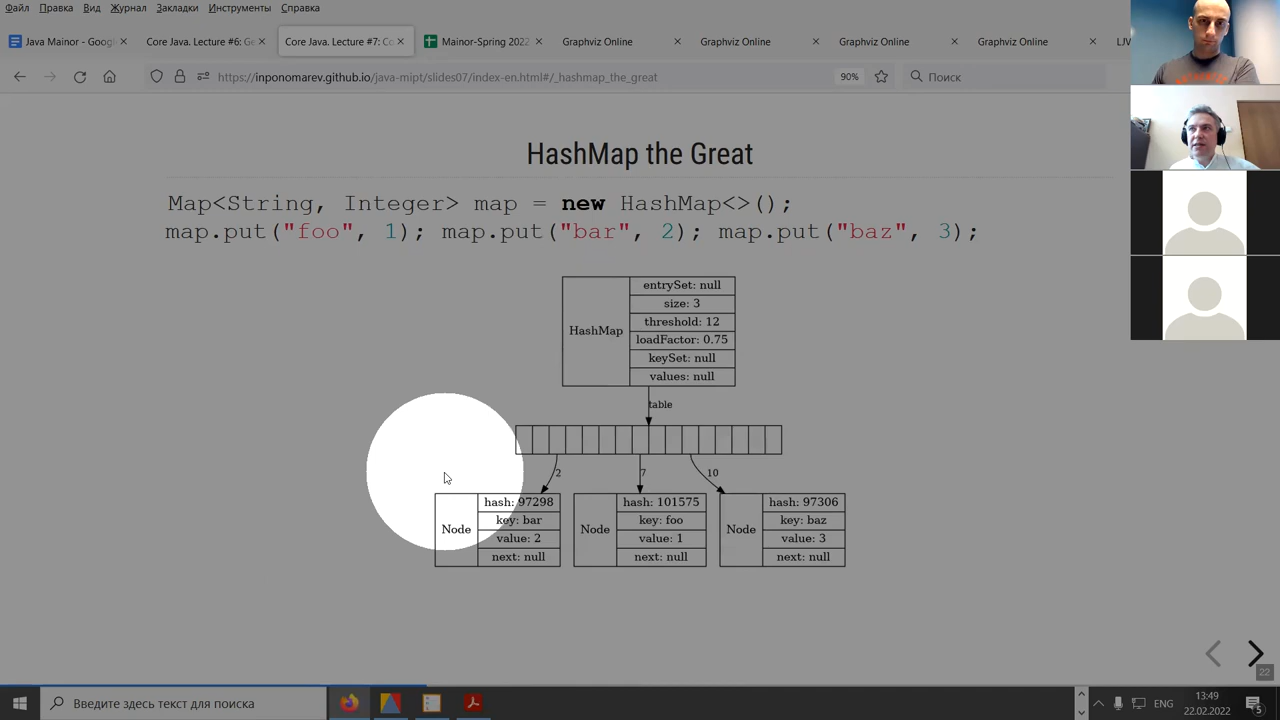 Файл Правка Вид Журнал Закладки Инструменты Справка
Java Mainor - Googl
Core Java. Lecture #6: Ge
Core Java. Lecture #7: Co
Mainor-Spring 2022
Graphviz Online
Graphviz Online
Graphviz Online
Graphviz Online
LJV
https://inponomarev.github.io/java-mipt/slides07/index-en.html#/_hashmap_the_great
90%
Поиск
HashMap the Great
Map<String, Integer> map = new HashMap<>();
map.put("foo", 1); map.put("bar", 2); map.put("baz", 3);
HashMap
entrySet: null
size: 3
threshold: 12
loadFactor: 0.75
keySet: null
values: null
table
2
7
10
Node
hash: 97298
key: bar
value: 2
next: null
Node
hash: 101575
key: foo
value: 1
next: null
Node
hash: 97306
key: baz
value: 3
next: null
22
Введите здесь текст для поиска
ENG
13:49
22.02.2022
5